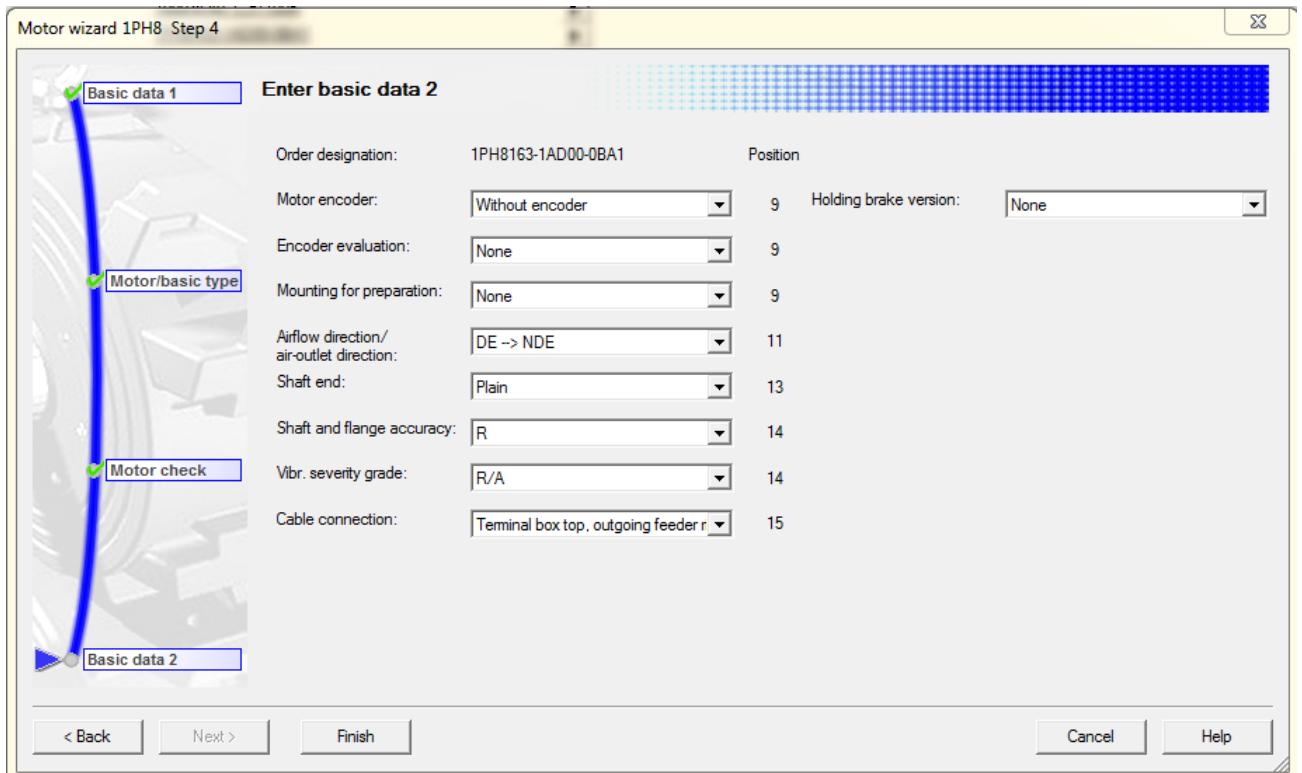 Motor wizard 1PH8 Step 4
Basic data 1
Motor/basic type
Motor check
Basic data 2
Enter basic data 2
Order designation: 1PH8163-1AD00-0BA1 Position
Motor encoder: Without encoder 9 Holding brake version: None
Encoder evaluation: None 9
Mounting for preparation: None 9
Airflow direction/
air-outlet direction: DE --> NDE 11
Shaft end: Plain 13
Shaft and flange accuracy: R 14
Vibr. severity grade: R/A 14
Cable connection: Terminal box top, outgoing feeder r 15
< Back Next > Finish Cancel Help